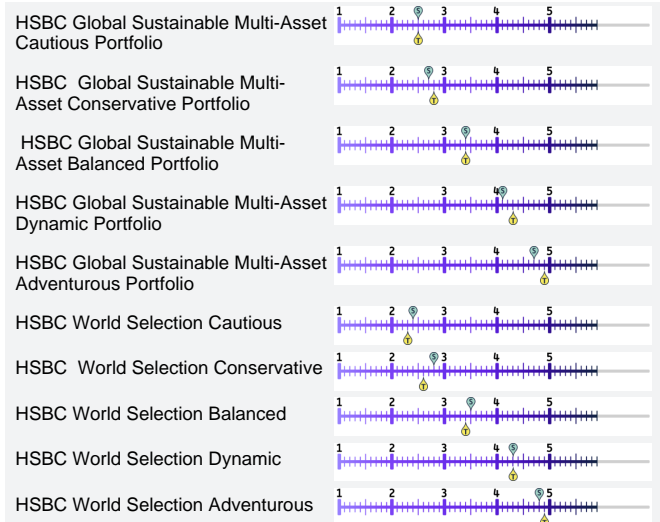 HSBC Global Sustainable Multi-Asset
Cautious Portfolio
1 2 3 4 5
S
T
HSBC Global Sustainable Multi-
Asset Conservative Portfolio
1 2 3 4 5
S
T
HSBC Global Sustainable Multi-
Asset Balanced Portfolio
1 2 3 4 5
S
T
HSBC Global Sustainable Multi-Asset
Dynamic Portfolio
1 2 3 4 5
S
T
HSBC Global Sustainable Multi-Asset
Adventurous Portfolio
1 2 3 4 5
S
T
HSBC World Selection Cautious
1 2 3 4 5
S
T
HSBC World Selection Conservative
1 2 3 4 5
S
T
HSBC World Selection Balanced
1 2 3 4 5
S
T
HSBC World Selection Dynamic
1 2 3 4 5
S
T
HSBC World Selection Adventurous
1 2 3 4 5
S
T